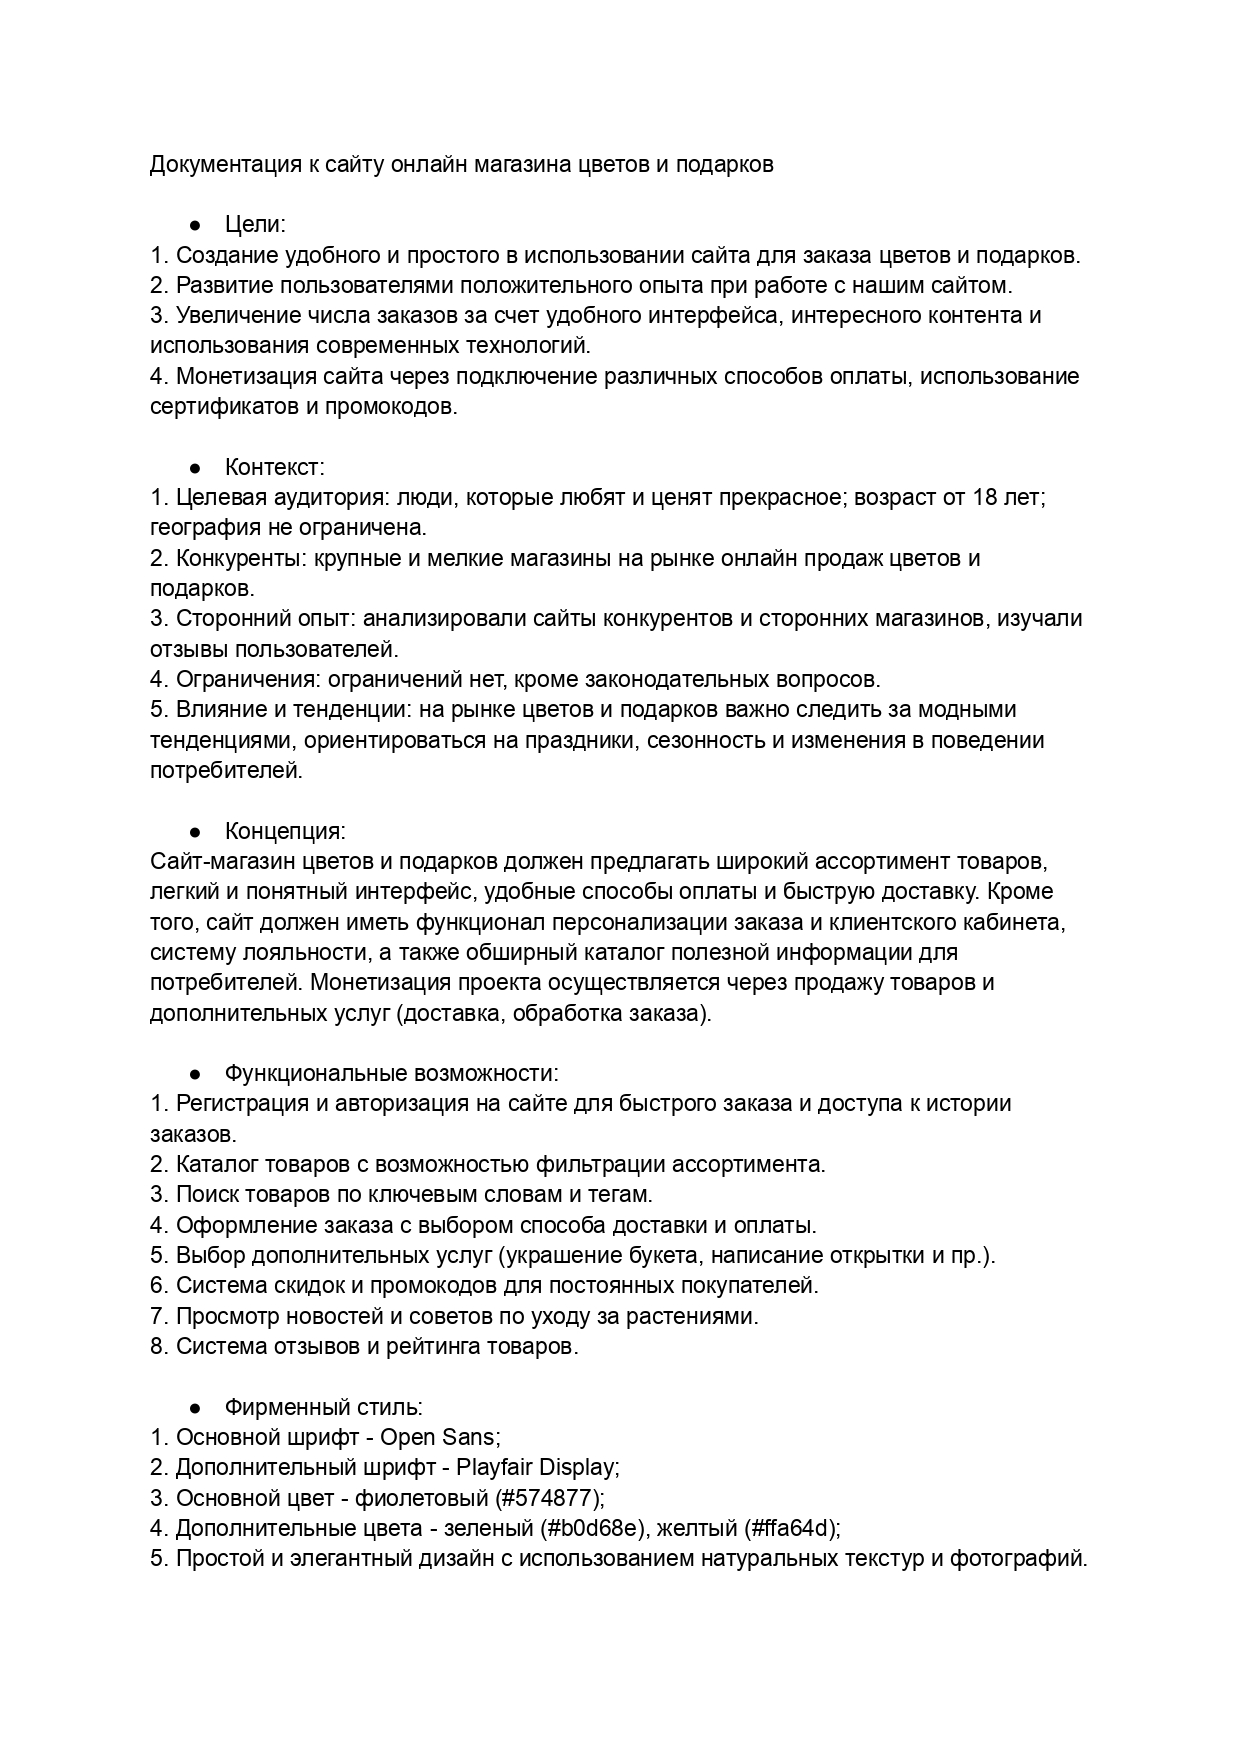 Документация к сайту онлайн магазина цветов и подарков
● Цели:
1. Создание удобного и простого в использовании сайта для заказа цветов и подарков.
2. Развитие пользователями положительного опыта при работе с нашим сайтом.
3. Увеличение числа заказов за счет удобного интерфейса, интересного контента и
использования современных технологий.
4. Монетизация сайта через подключение различных способов оплаты, использование
сертификатов и промокодов.
● Контекст:
1. Целевая аудитория: люди, которые любят и ценят прекрасное; возраст от 18 лет;
география не ограничена.
2. Конкуренты: крупные и мелкие магазины на рынке онлайн продаж цветов и
подарков.
3. Сторонний опыт: анализировали сайты конкурентов и сторонних магазинов, изучали
отзывы пользователей.
4. Ограничения: ограничений нет, кроме законодательных вопросов.
5. Влияние и тенденции: на рынке цветов и подарков важно следить за модными
тенденциями, ориентироваться на праздники, сезонность и изменения в поведении
потребителей.
● Концепция:
Сайт-магазин цветов и подарков должен предлагать широкий ассортимент товаров,
легкий и понятный интерфейс, удобные способы оплаты и быструю доставку. Кроме
того, сайт должен иметь функционал персонализации заказа и клиентского кабинета,
систему лояльности, а также обширный каталог полезной информации для
потребителей. Монетизация проекта осуществляется через продажу товаров и
дополнительных услуг (доставка, обработка заказа).
● Функциональные возможности:
1. Регистрация и авторизация на сайте для быстрого заказа и доступа к истории
заказов.
2. Каталог товаров с возможностью фильтрации ассортимента.
3. Поиск товаров по ключевым словам и тегам.
4. Оформление заказа с выбором способа доставки и оплаты.
5. Выбор дополнительных услуг (украшение букета, написание открытки и пр.).
6. Система скидок и промокодов для постоянных покупателей.
7. Просмотр новостей и советов по уходу за растениями.
8. Система отзывов и рейтинга товаров.
● Фирменный стиль:
1. Основной шрифт - Open Sans;
2. Дополнительный шрифт - Playfair Display;
3. Основной цвет - фиолетовый (#574877);
4. Дополнительные цвета - зеленый (#b0d68e), желтый (#ffa64d);
5. Простой и элегантный дизайн с использованием натуральных текстур и фотографий.